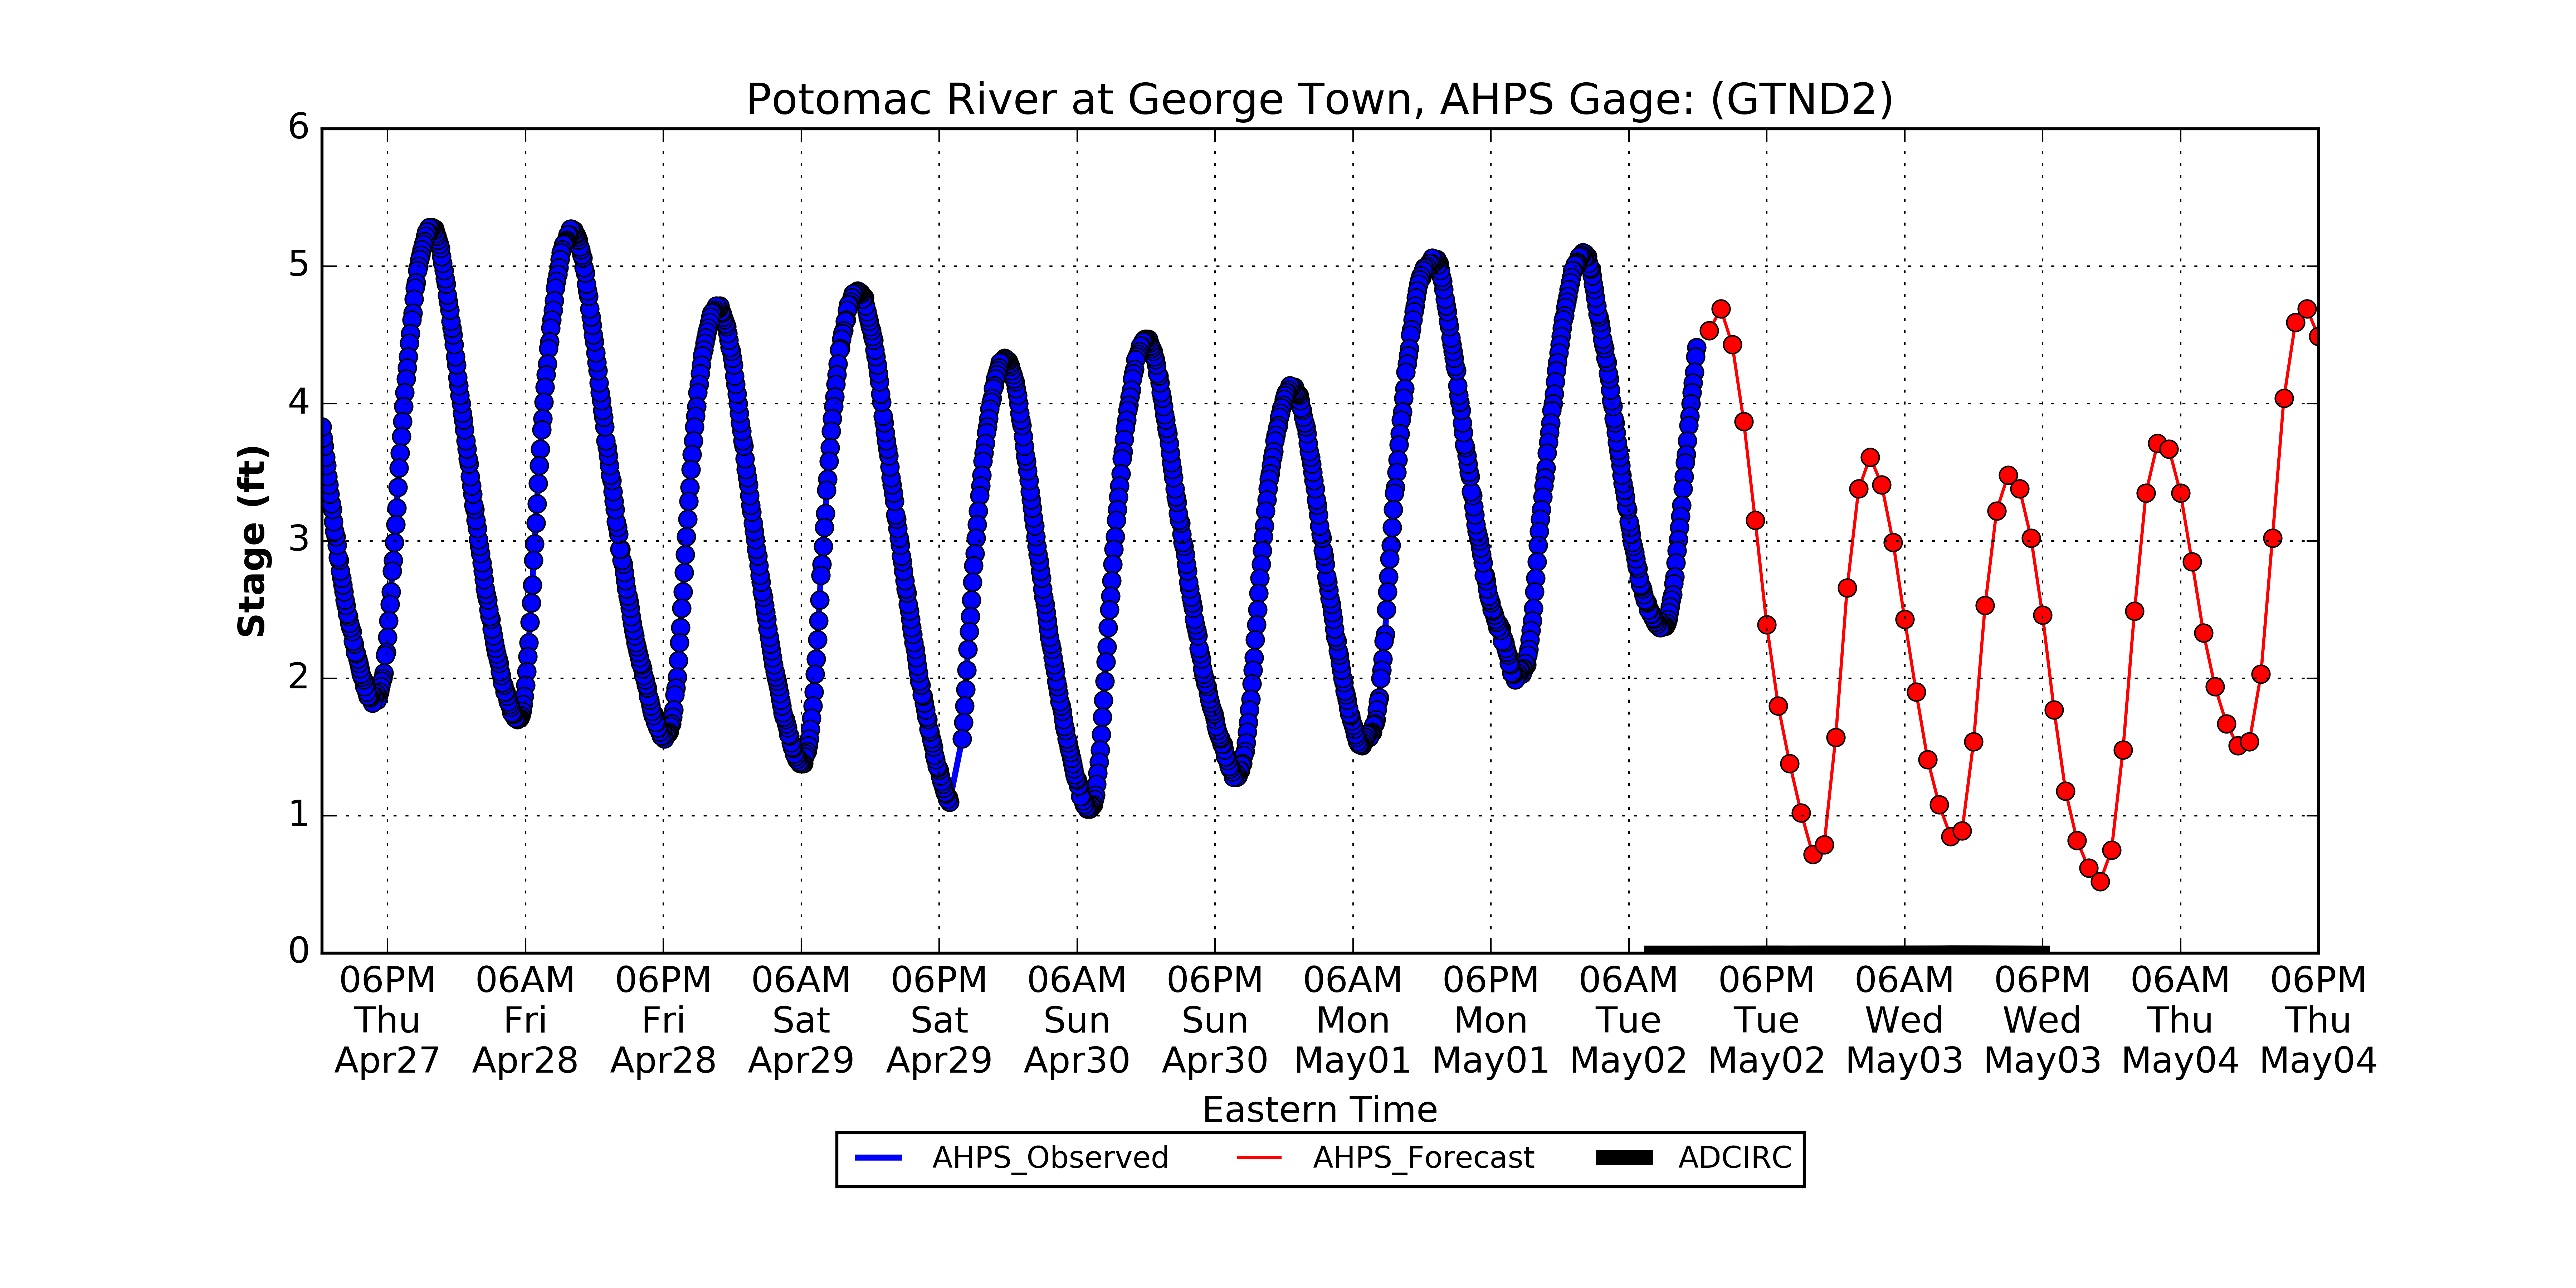 Potomac River at George Town, AHPS Gage: (GTND2)
6
5
4
3
2
1
0
Stage (ft)
06PM 06AM 06PM 06AM 06PM 06AM 06PM 06AM 06PM 06AM 06PM 06AM 06PM 06AM 06PM
Thu Fri Fri Sat Sat Sun Sun Mon Mon Tue Tue Wed Wed Thu Thu
Apr27 Apr28 Apr28 Apr29 Apr29 Apr30 Apr30 May01 May01 May02 May02 May03 May03 May04 May04
Eastern Time
AHPS_Observed AHPS_Forecast ADCIRC